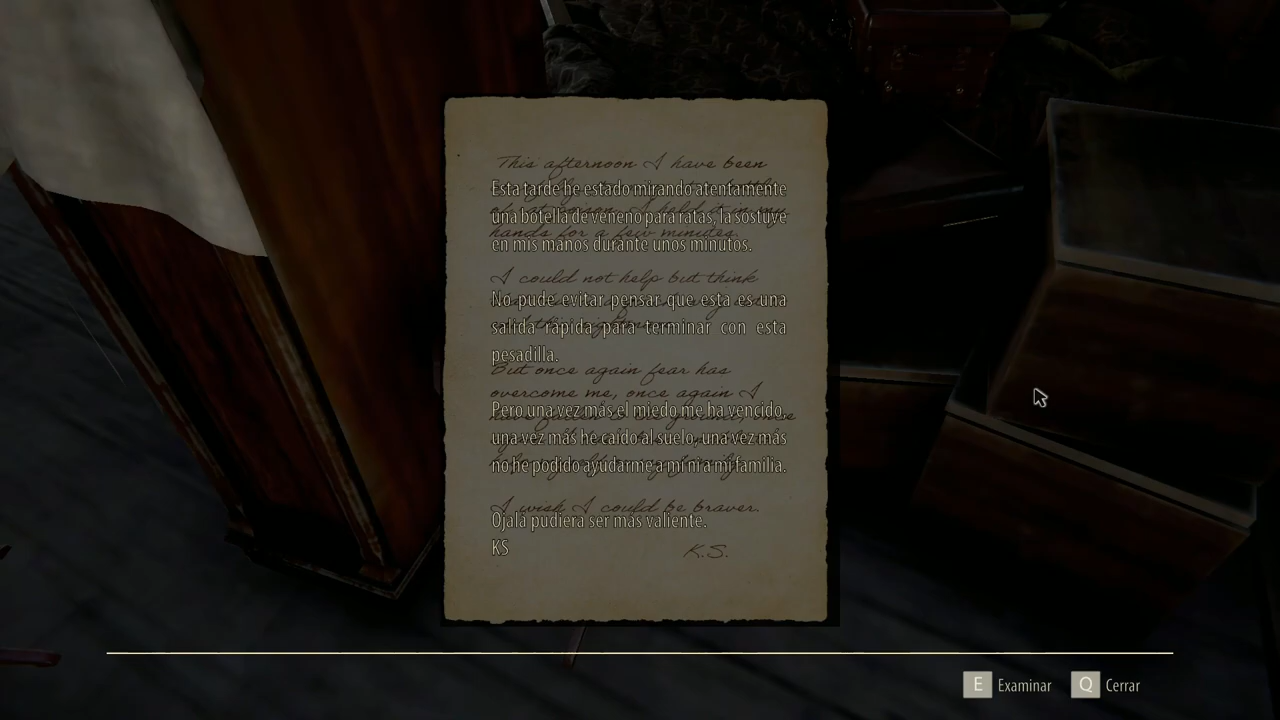 This afternoon I have been
Esta tarde he estado mirando atentamente
una botella de veneno para ratas, la sostuve
hands for a few minutes.
en mis manos durante unos minutos.
I could not help but think
No pude evitar pensar que esta es una
salida rápida para terminar con esta
pesadilla.
But once again fear has
overcome me, once again I
Pero una vez más el miedo me ha vencido,
una vez más he caído al suelo, una vez más
no he podido ayudarme a mí ni a mi familia.
I wish I could be braver.
Ojalá pudiera ser más valiente.
KS
K.S.
E Examinar
Q Cerrar